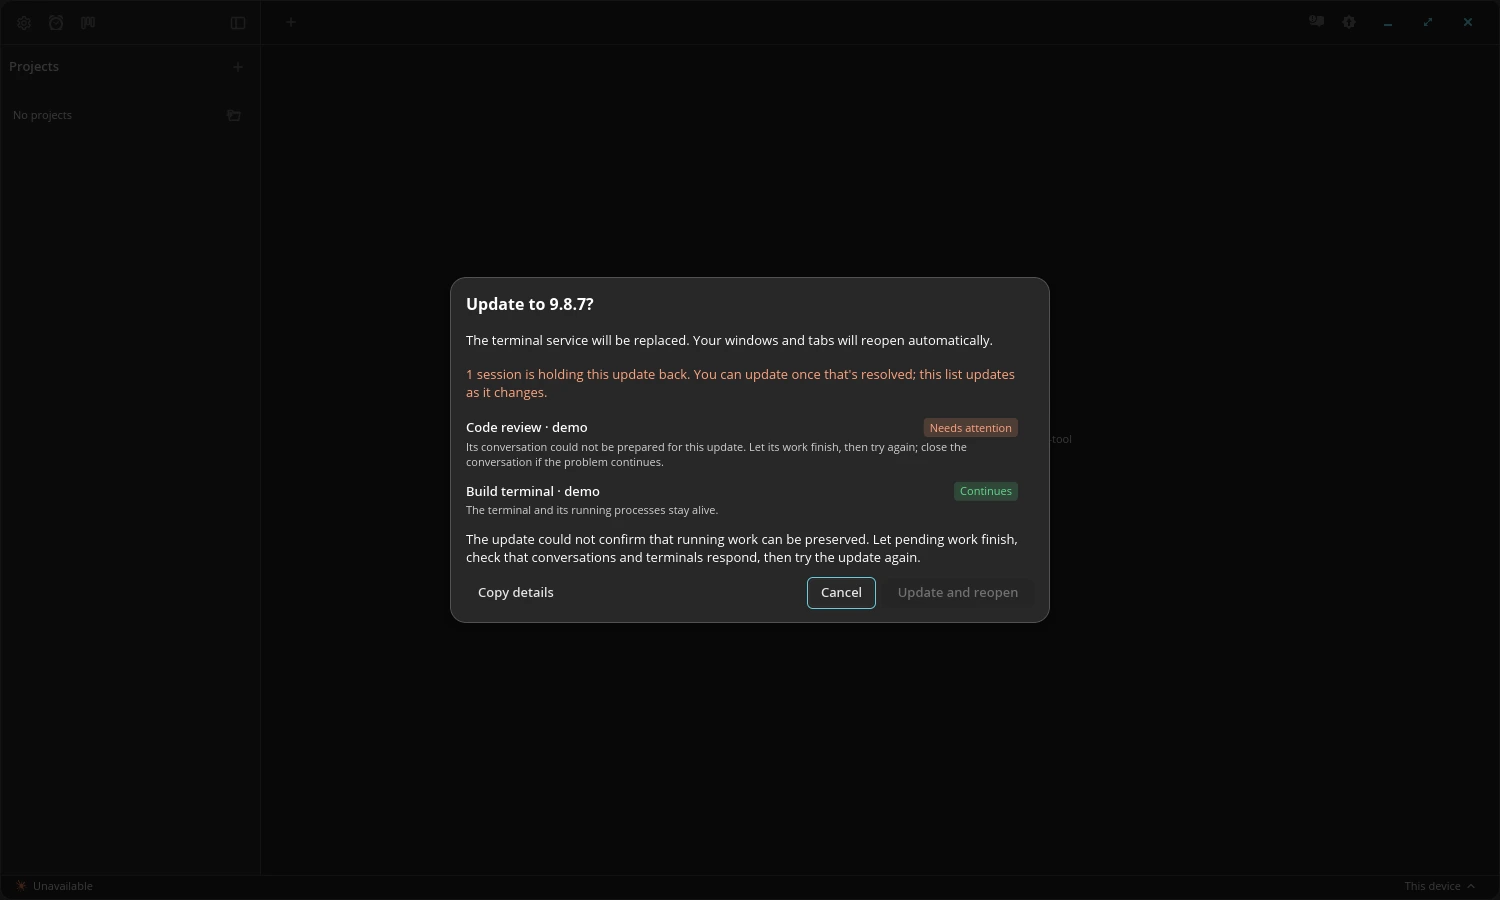 Projects
No projects
Update to 9.8.7?
The terminal service will be replaced. Your windows and tabs will reopen automatically.
1 session is holding this update back. You can update once that's resolved; this list updates
as it changes.
Code review · demo
Needs attention
Its conversation could not be prepared for this update. Let its work finish, then try again; close the
conversation if the problem continues.
-tool
Build terminal · demo
Continues
The terminal and its running processes stay alive.
The update could not confirm that running work can be preserved. Let pending work finish,
check that conversations and terminals respond, then try the update again.
Copy details
Cancel
Update and reopen
Unavailable
This device